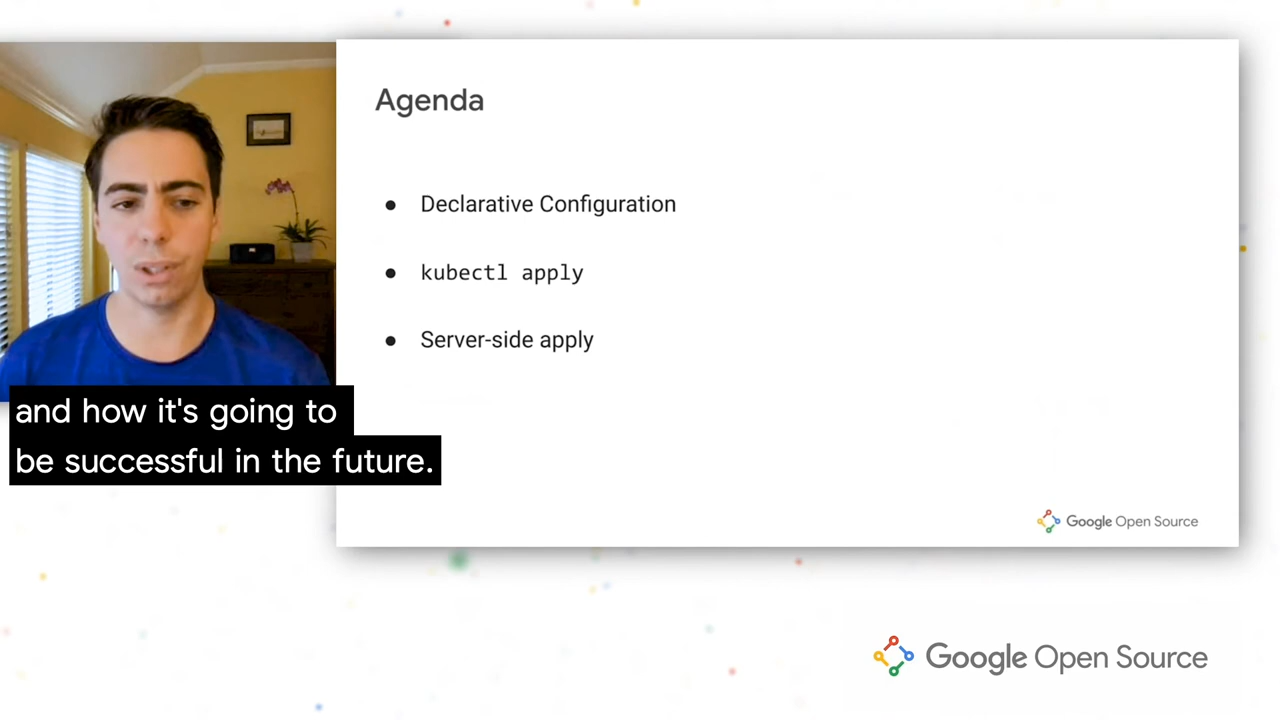 Agenda
● Declarative Configuration
● kubectl apply
● Server-side apply
and how it's going to
be successful in the future.
Google Open Source
Google Open Source